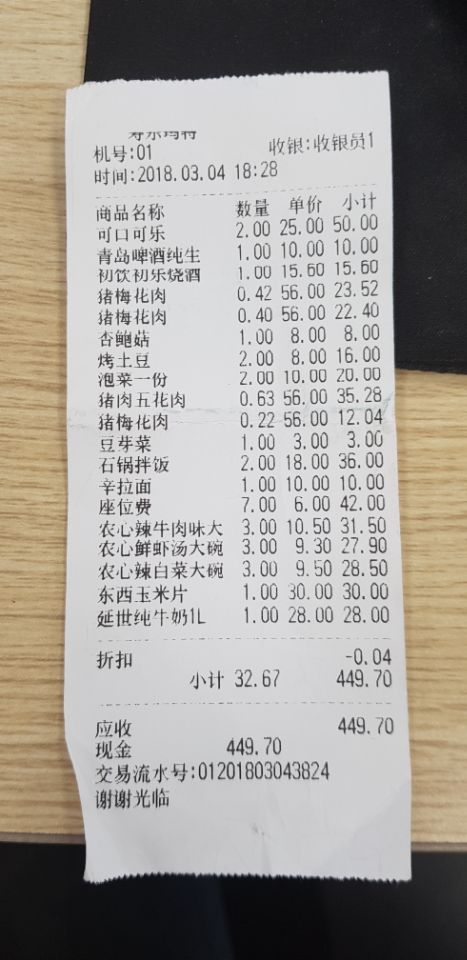 机号:01 收银:收银员1
时间:2018.03.04 18:28
商品名称 数量 单价 小计
可口可乐 2.00 25.00 50.00
青岛啤酒纯生 1.00 10.00 10.00
初饮初乐烧酒 1.00 15.60 15.60
猪梅花肉 0.42 56.00 23.52
猪梅花肉 0.40 56.00 22.40
杏鲍菇 1.00 8.00 8.00
烤土豆 2.00 8.00 16.00
泡菜一份 2.00 10.00 20.00
猪肉五花肉 0.63 56.00 35.28
猪梅花肉 0.22 56.00 12.04
豆芽菜 1.00 3.00 3.00
石锅拌饭 2.00 18.00 36.00
辛拉面 1.00 10.00 10.00
座位费 7.00 6.00 42.00
农心辣牛肉味大 3.00 10.50 31.50
农心鲜虾汤大碗 3.00 9.30 27.90
农心辣白菜大碗 3.00 9.50 28.50
东西玉米片 1.00 30.00 30.00
延世纯牛奶1L 1.00 28.00 28.00
折扣 -0.04
小计 32.67 449.70
应收 449.70
现金 449.70
交易流水号:01201803043824
谢谢光临